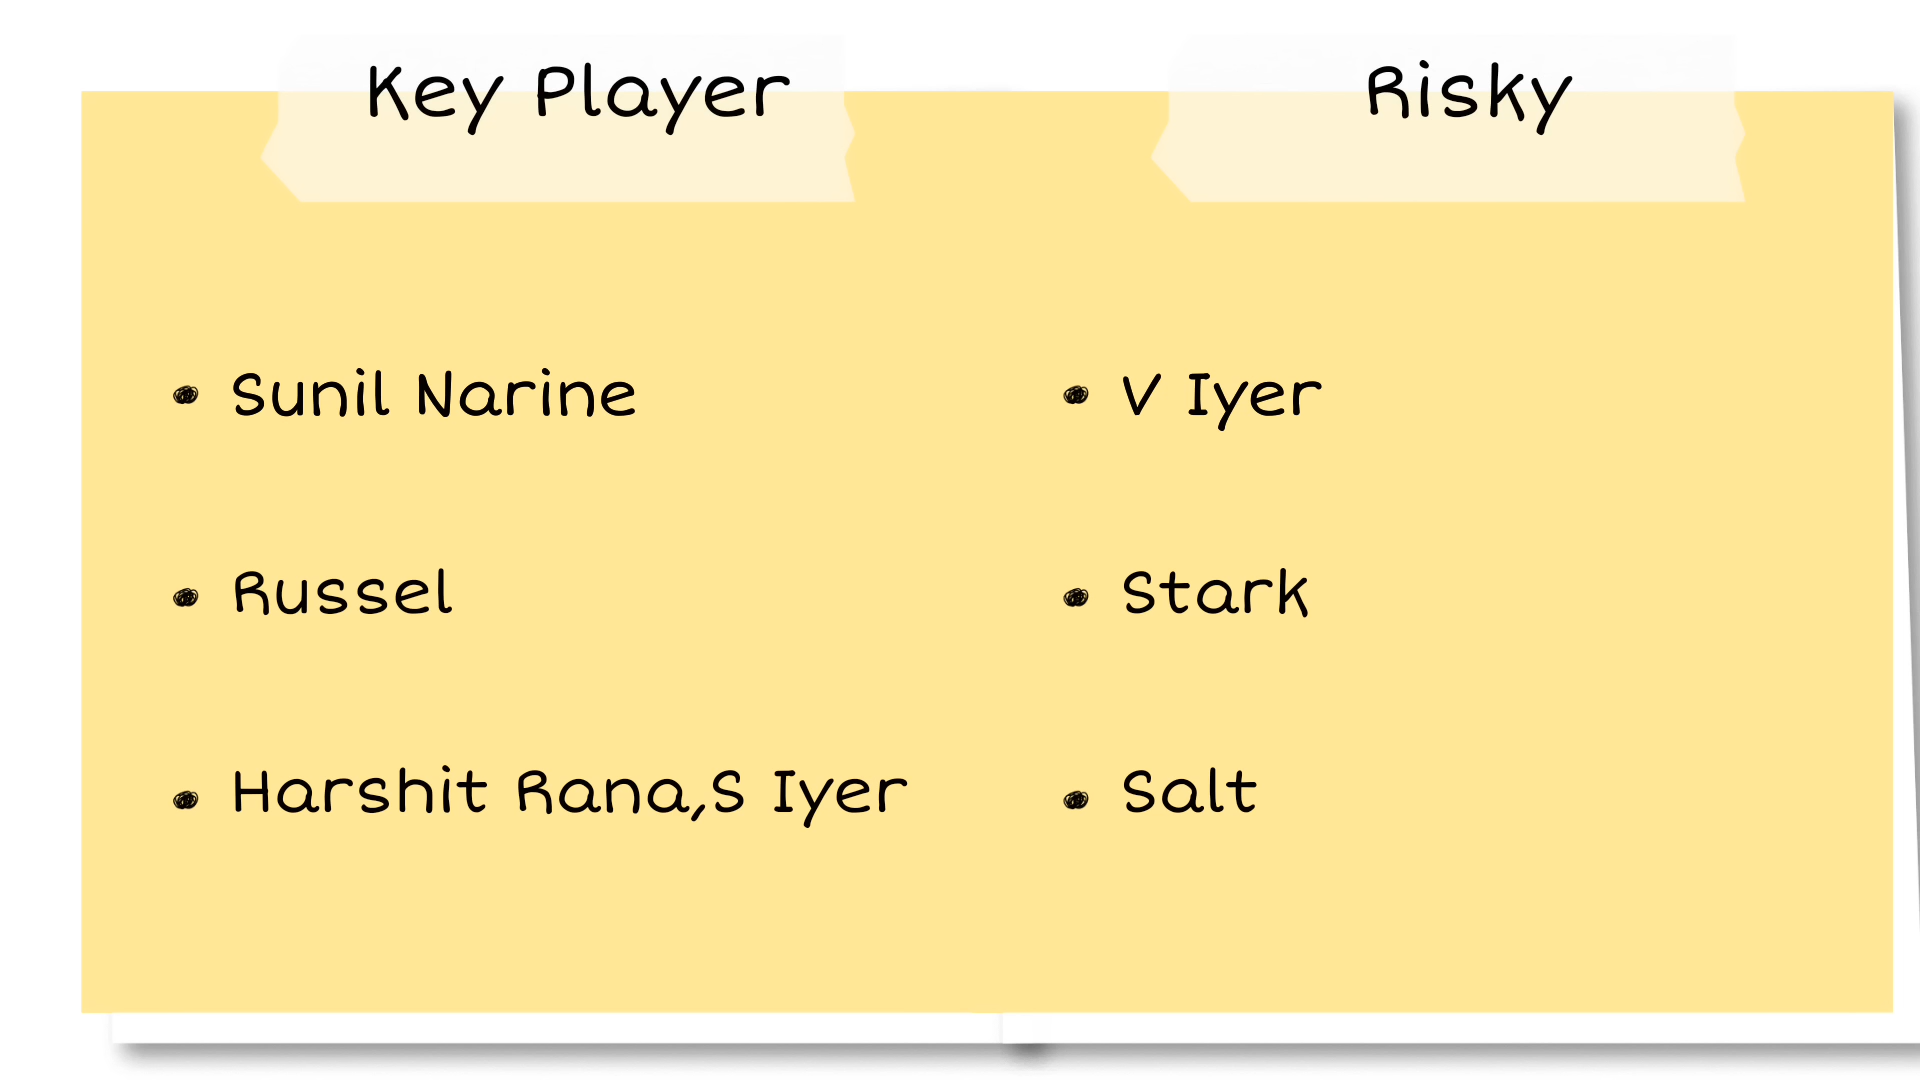 Key Player
Sunil Narine
Russel
Harshit Rana,S Iyer
Risky
V Iyer
Stark
Salt